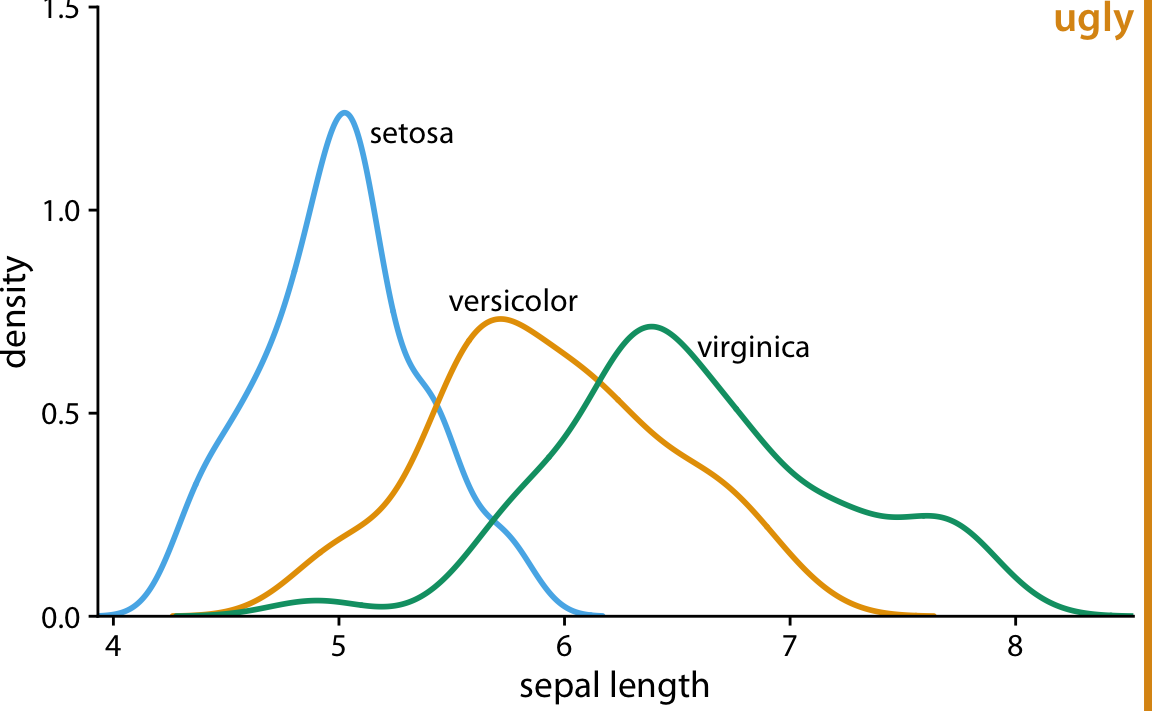 ugly
1.5
1.0
0.5
0.0
density
setosa
versicolor
virginica
4 5 6 7 8
sepal length